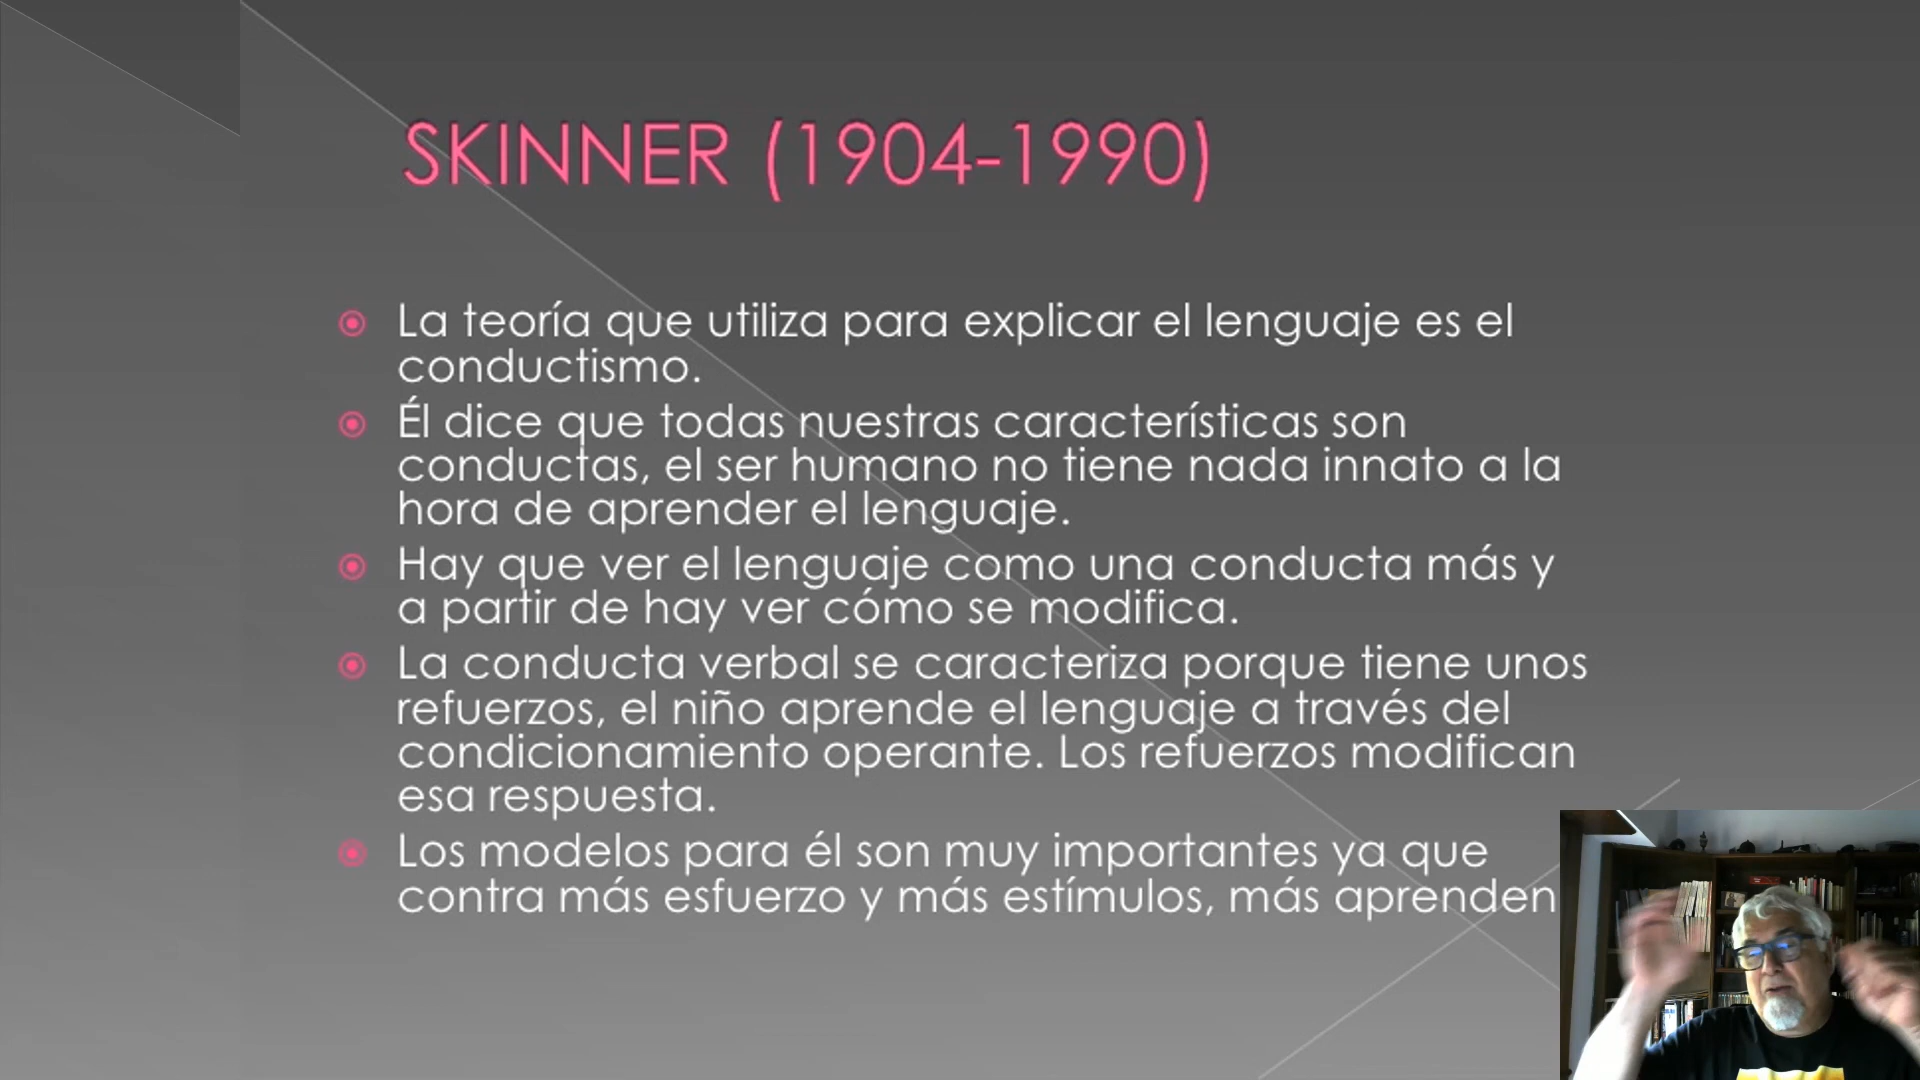 SKINNER (1904-1990)
La teoría que utiliza para explicar el lenguaje es el
conductismo.
Él dice que todas nuestras características son
conductas, el ser humano no tiene nada innato a la
hora de aprender el lenguaje.
Hay que ver el lenguaje como una conducta más y
a partir de hay ver cómo se modifica.
La conducta verbal se caracteriza porque tiene unos
refuerzos, el niño aprende el lenguaje a través del
condicionamiento operante. Los refuerzos modifican
esa respuesta.
Los modelos para él son muy importantes ya que
contra más esfuerzo y más estímulos, más aprenden